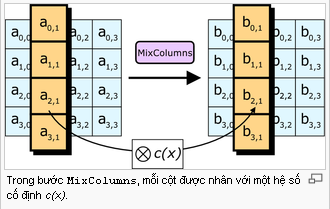 a0,1 a1,1 a2,1 a3,1
a0,0 a0,2 a0,3
a1,0 a1,2 a1,3
a2,0 a2,2 a2,3
a3,0 a3,2 a3,3
MixColumns
b0,1 b1,1 b2,1 b3,1
b0,0 b0,2 b0,3
b1,0 b1,2 b1,3
b2,0 b2,2 b2,3
b3,0 b3,2 b3,3
⊗ c(x)
Trong bước MixColumns, mỗi cột được nhân với một hệ số
cố định c(x).